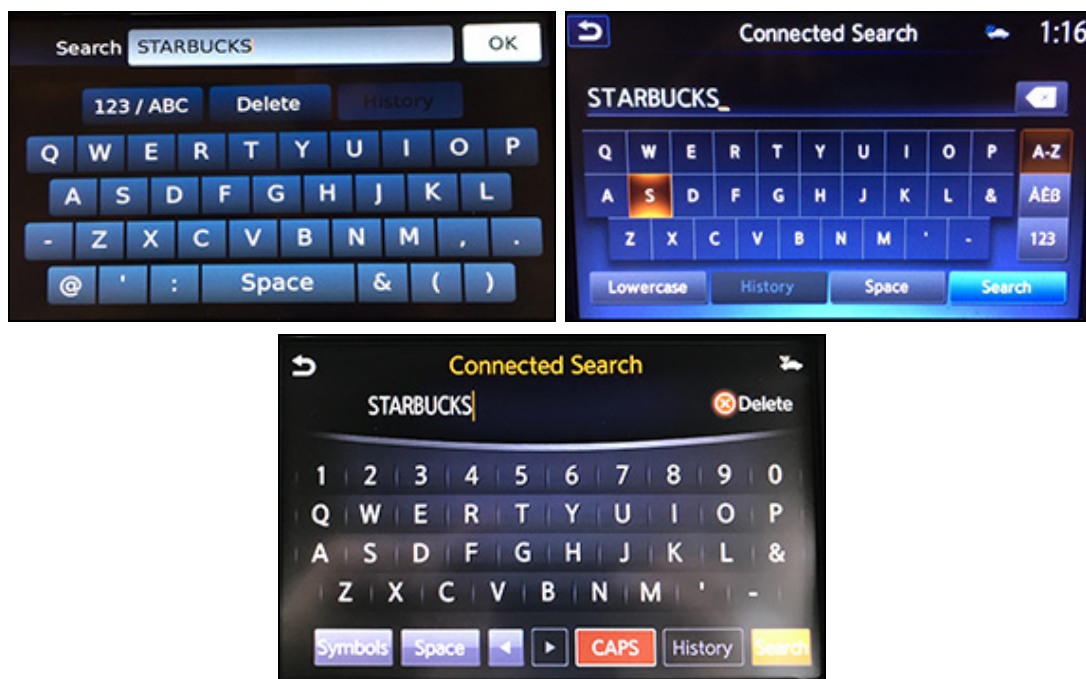 Search STARBUCKS OK
123 / ABC Delete History
Q W E R T Y U I O P
A S D F G H J K L
- Z X C V B N M , .
@ ' : Space & ( )
Connected Search 1:16
STARBUCKS_
Q W E R T Y U I O P A-Z
A S D F G H J K L & ÀÊß
Z X C V B N M ' - 123
Lowercase History Space Search
Connected Search
STARBUCKS Delete
1 2 3 4 5 6 7 8 9 0
Q W E R T Y U I O P
A S D F G H J K L &
Z X C V B N M ' -
Symbols Space ◄ ► CAPS History Search